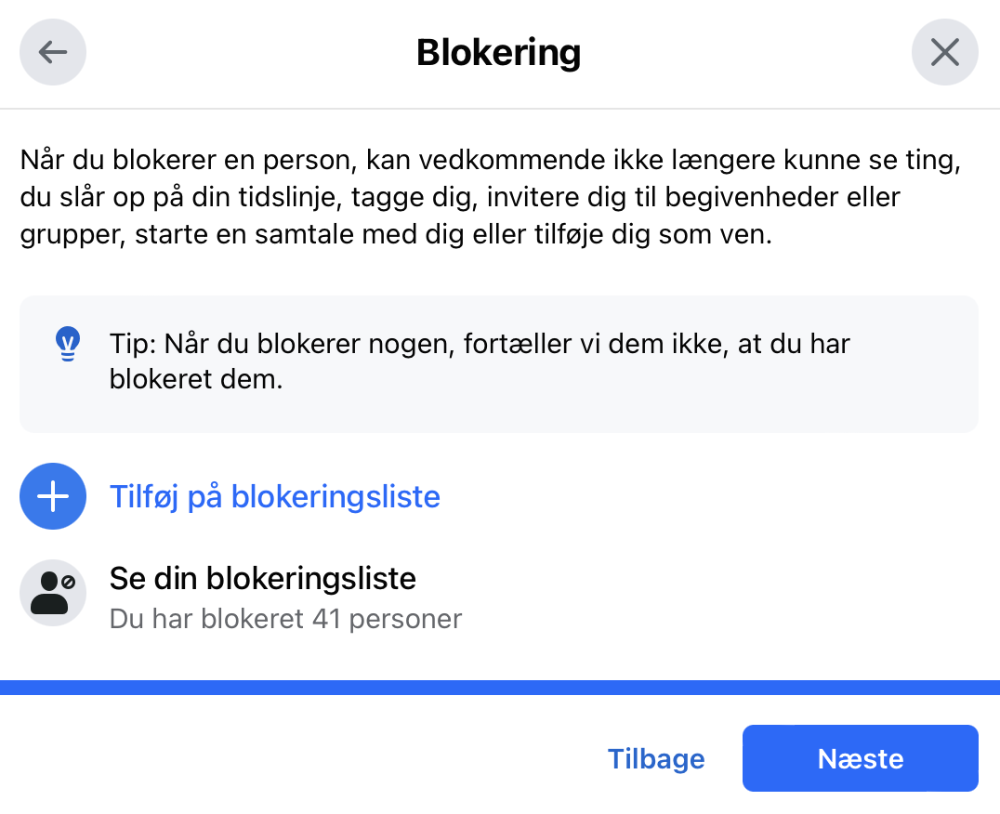 Blokering
Når du blokerer en person, kan vedkommende ikke længere kunne se ting,
du slår op på din tidslinje, tagge dig, invitere dig til begivenheder eller
grupper, starte en samtale med dig eller tilføje dig som ven.
Tip: Når du blokerer nogen, fortæller vi dem ikke, at du har
blokeret dem.
Tilføj på blokeringsliste
Se din blokeringsliste
Du har blokeret 41 personer
Tilbage
Næste